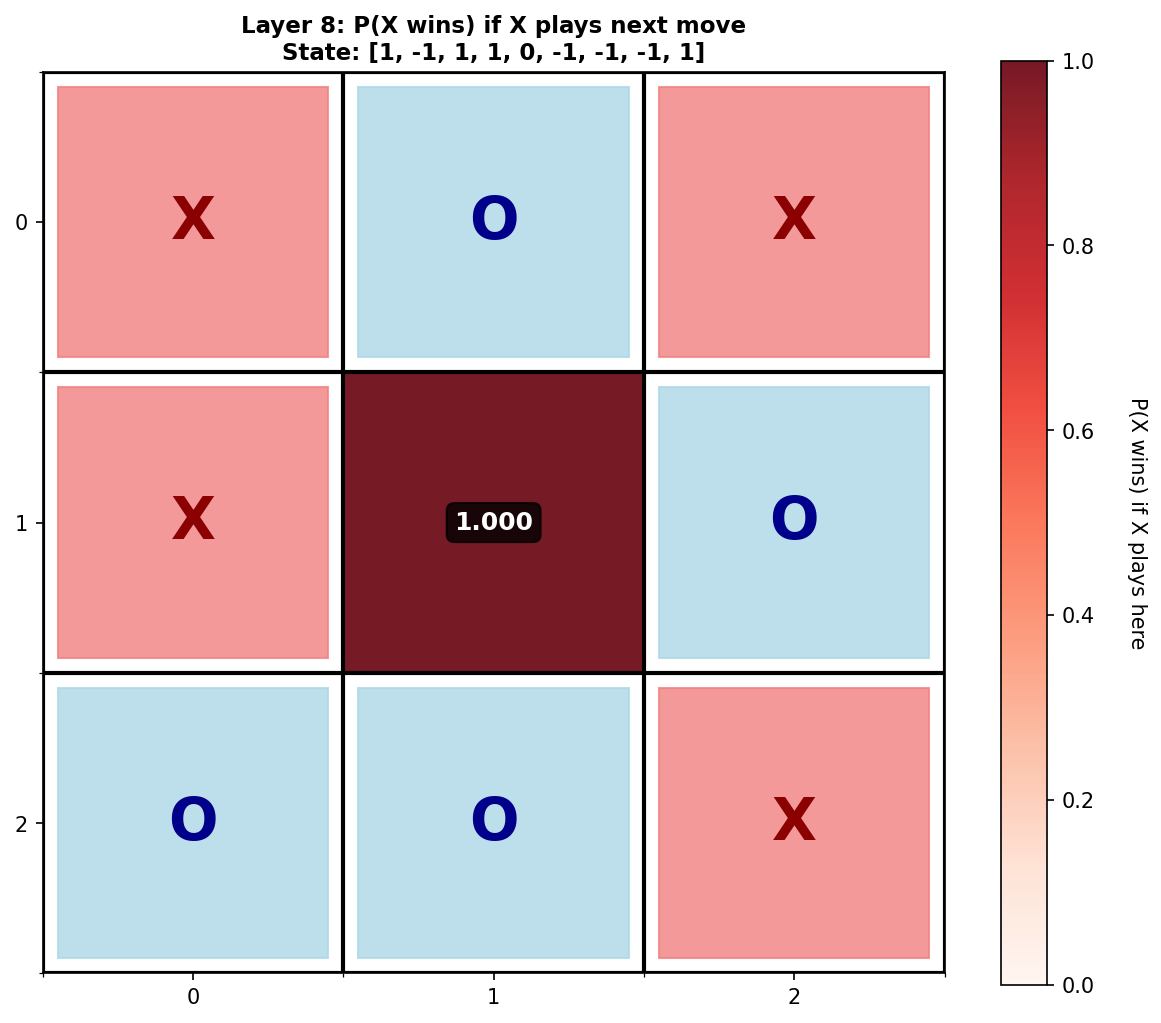 Layer 8: P(X wins) if X plays next move
State: [1, -1, 1, 1, 0, -1, -1, -1, 1]
X O X
X 1.000 O
O O X
0
1
2
0 1 2
1.0
0.8
0.6
0.4
0.2
0.0
P(X wins) if X plays here